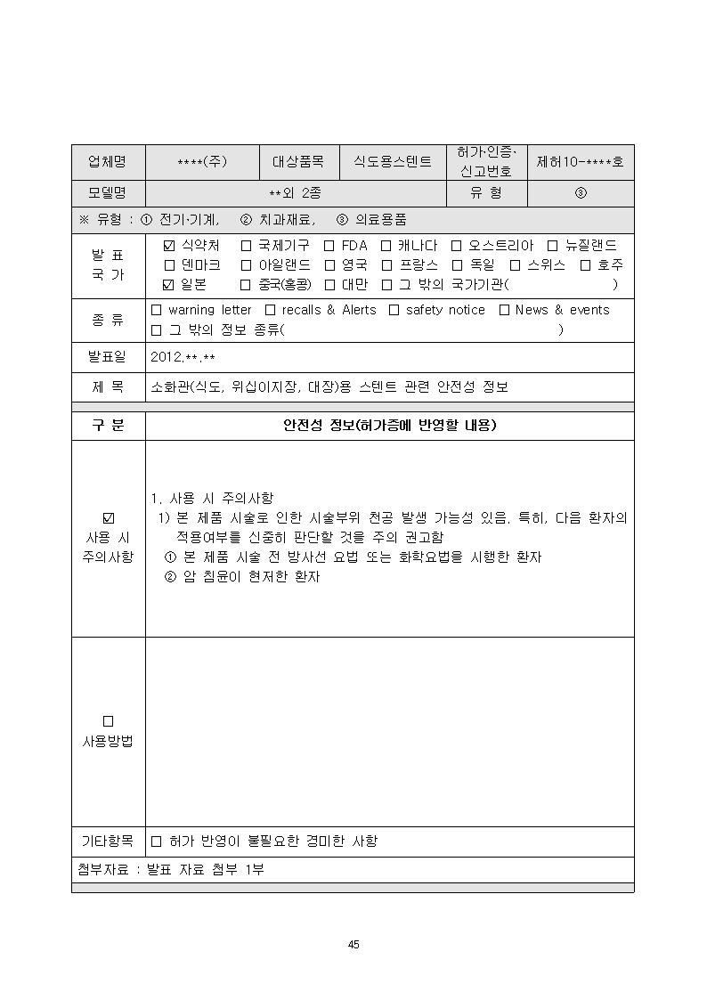 업체명 ****(주) 대상품목 식도용스텐트 허가·인증·신고번호 제허10-****호
모델명 **외 2종 유 형 ③
※ 유형 : ① 전기·기계, ② 치과재료, ③ 의료용품
발 표
국 가
☑ 식약처 □ 국제기구 □ FDA □ 캐나다 □ 오스트리아 □ 뉴질랜드
□ 덴마크 □ 아일랜드 □ 영국 □ 프랑스 □ 독일 □ 스위스 □ 호주
☑ 일본 □ 중국(홍콩) □ 대만 □ 그 밖의 국가기관( )
종 류
□ warning letter □ recalls & Alerts □ safety notice □ News & events
□ 그 밖의 정보 종류( )
발표일 2012.**.**
제 목 소화관(식도, 위십이지장, 대장)용 스텐트 관련 안전성 정보
구 분 안전성 정보(허가증에 반영할 내용)
☑
사용 시
주의사항
1. 사용 시 주의사항
1) 본 제품 시술로 인한 시술부위 천공 발생 가능성 있음. 특히, 다음 환자의
적용여부를 신중히 판단할 것을 주의 권고함
① 본 제품 시술 전 방사선 요법 또는 화학요법을 시행한 환자
② 암 침윤이 현저한 환자
□
사용방법
기타항목 □ 허가 반영이 불필요한 경미한 사항
첨부자료 : 발표 자료 첨부 1부
45